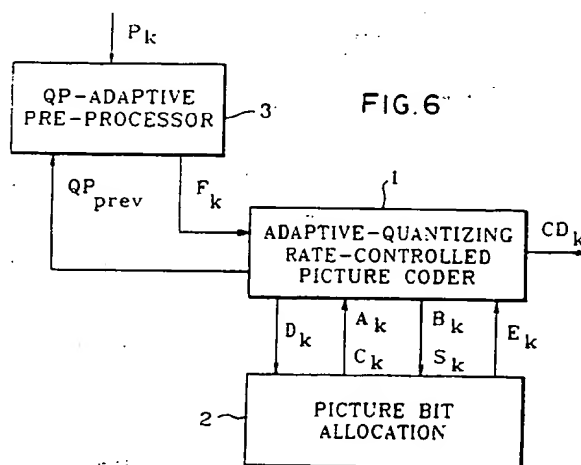 P_k
QP-ADAPTIVE
PRE-PROCESSOR
3
FIG. 6
QP_prev
F_k
1
ADAPTIVE-QUANTIZING
RATE-CONTROLLED
PICTURE CODER
CD_k
D_k
A_k
C_k
B_k
S_k
E_k
2
PICTURE BIT
ALLOCATION